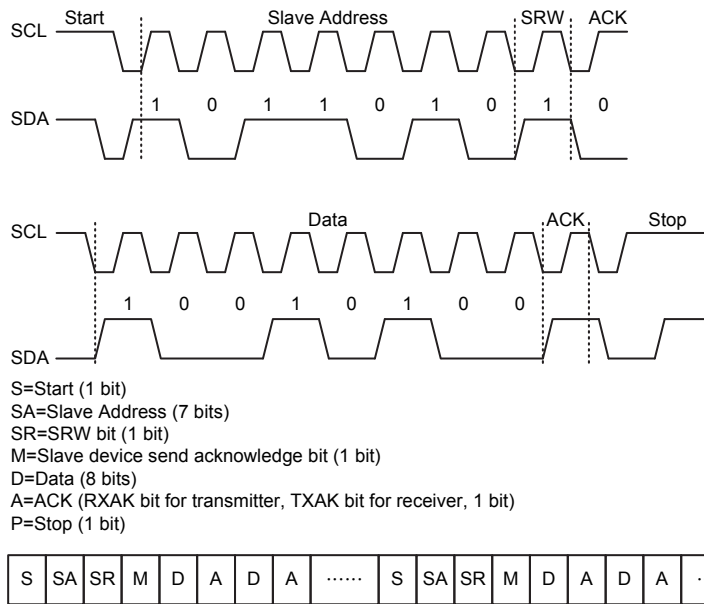 Start Slave Address SRW ACK
SCL
1 0 1 1 0 1 0 1 0
SDA
Data ACK Stop
SCL
1 0 0 1 0 1 0 0
SDA
S=Start (1 bit)
SA=Slave Address (7 bits)
SR=SRW bit (1 bit)
M=Slave device send acknowledge bit (1 bit)
D=Data (8 bits)
A=ACK (RXAK bit for transmitter, TXAK bit for receiver, 1 bit)
P=Stop (1 bit)
S SA SR M D A D A ...... S SA SR M D A D A